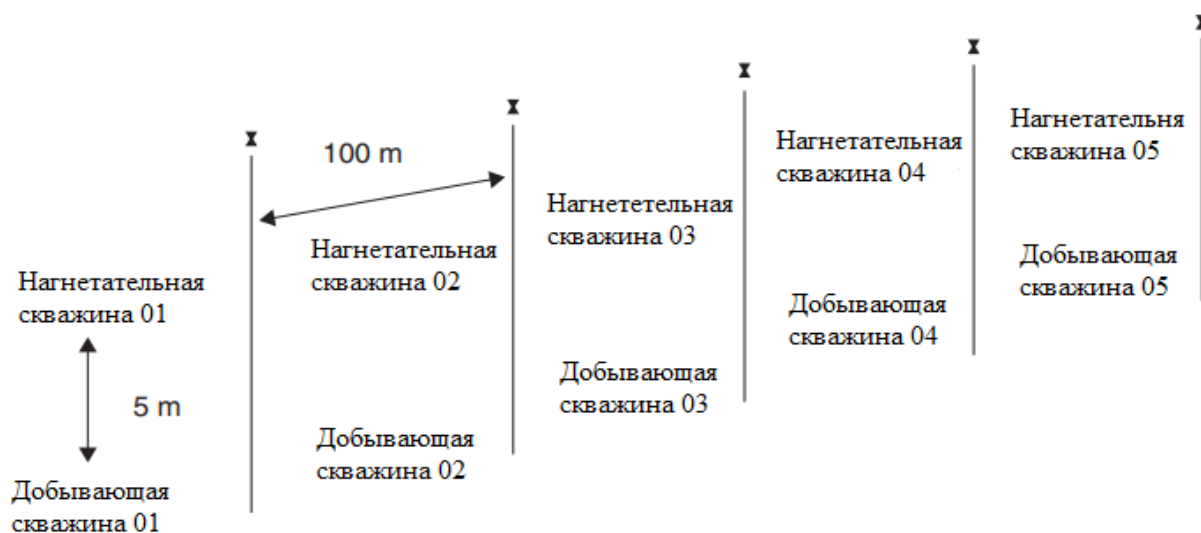 100 m
Нагнетательная
скважина 01
5 m
Добывающая
скважина 01
Нагнетательная
скважина 02
Добывающая
скважина 02
Нагнететельная
скважина 03
Добывающая
скважина 03
Нагнетательная
скважина 04
Добывающая
скважина 04
Нагнетательня
скважина 05
Добывающая
скважина 05